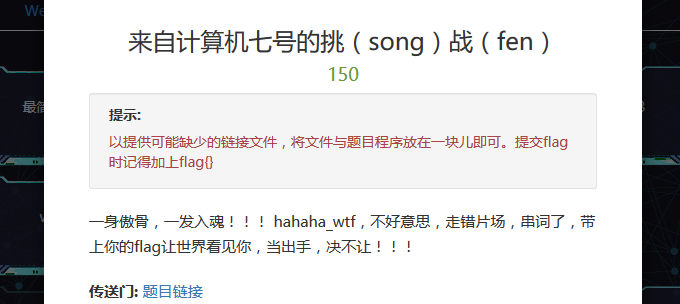 We
来自计算机七号的挑（song）战（fen）
150
提示:
以提供可能缺少的链接文件，将文件与题目程序放在一块儿即可。提交flag
时记得加上flag{}
最简
一身傲骨，一发入魂！！！ hahaha_wtf，不好意思，走错片场，串词了，带
上你的flag让世界看见你，当出手，决不让！！！
传送门: 题目链接